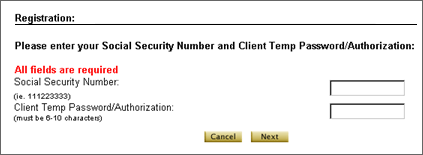 Registration:
Please enter your Social Security Number and Client Temp Password/Authorization:
All fields are required
Social Security Number:
(ie. 111223333)
Client Temp Password/Authorization:
(must be 6-10 characters)
Cancel Next